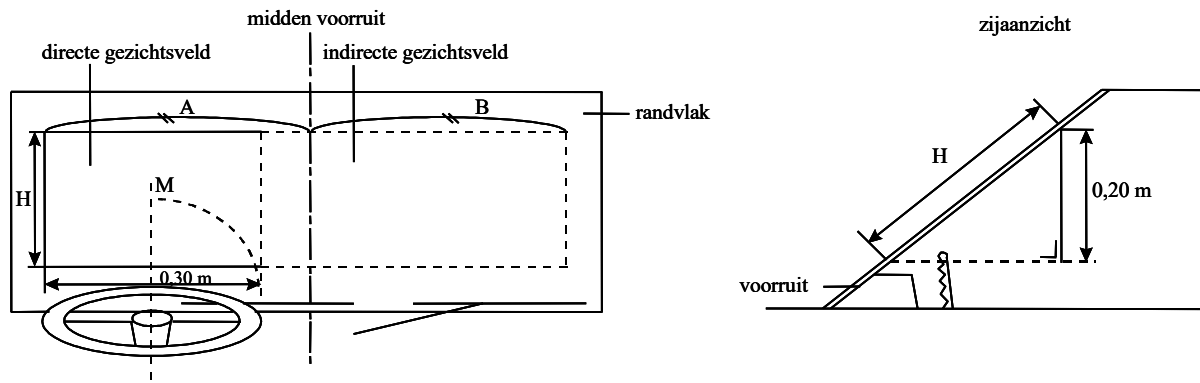 midden voorruit
zijaanzicht
directe gezichtsveld
indirecte gezichtsveld
A
B
randvlak
H
M
0,30 m
H
0,20 m
voorruit